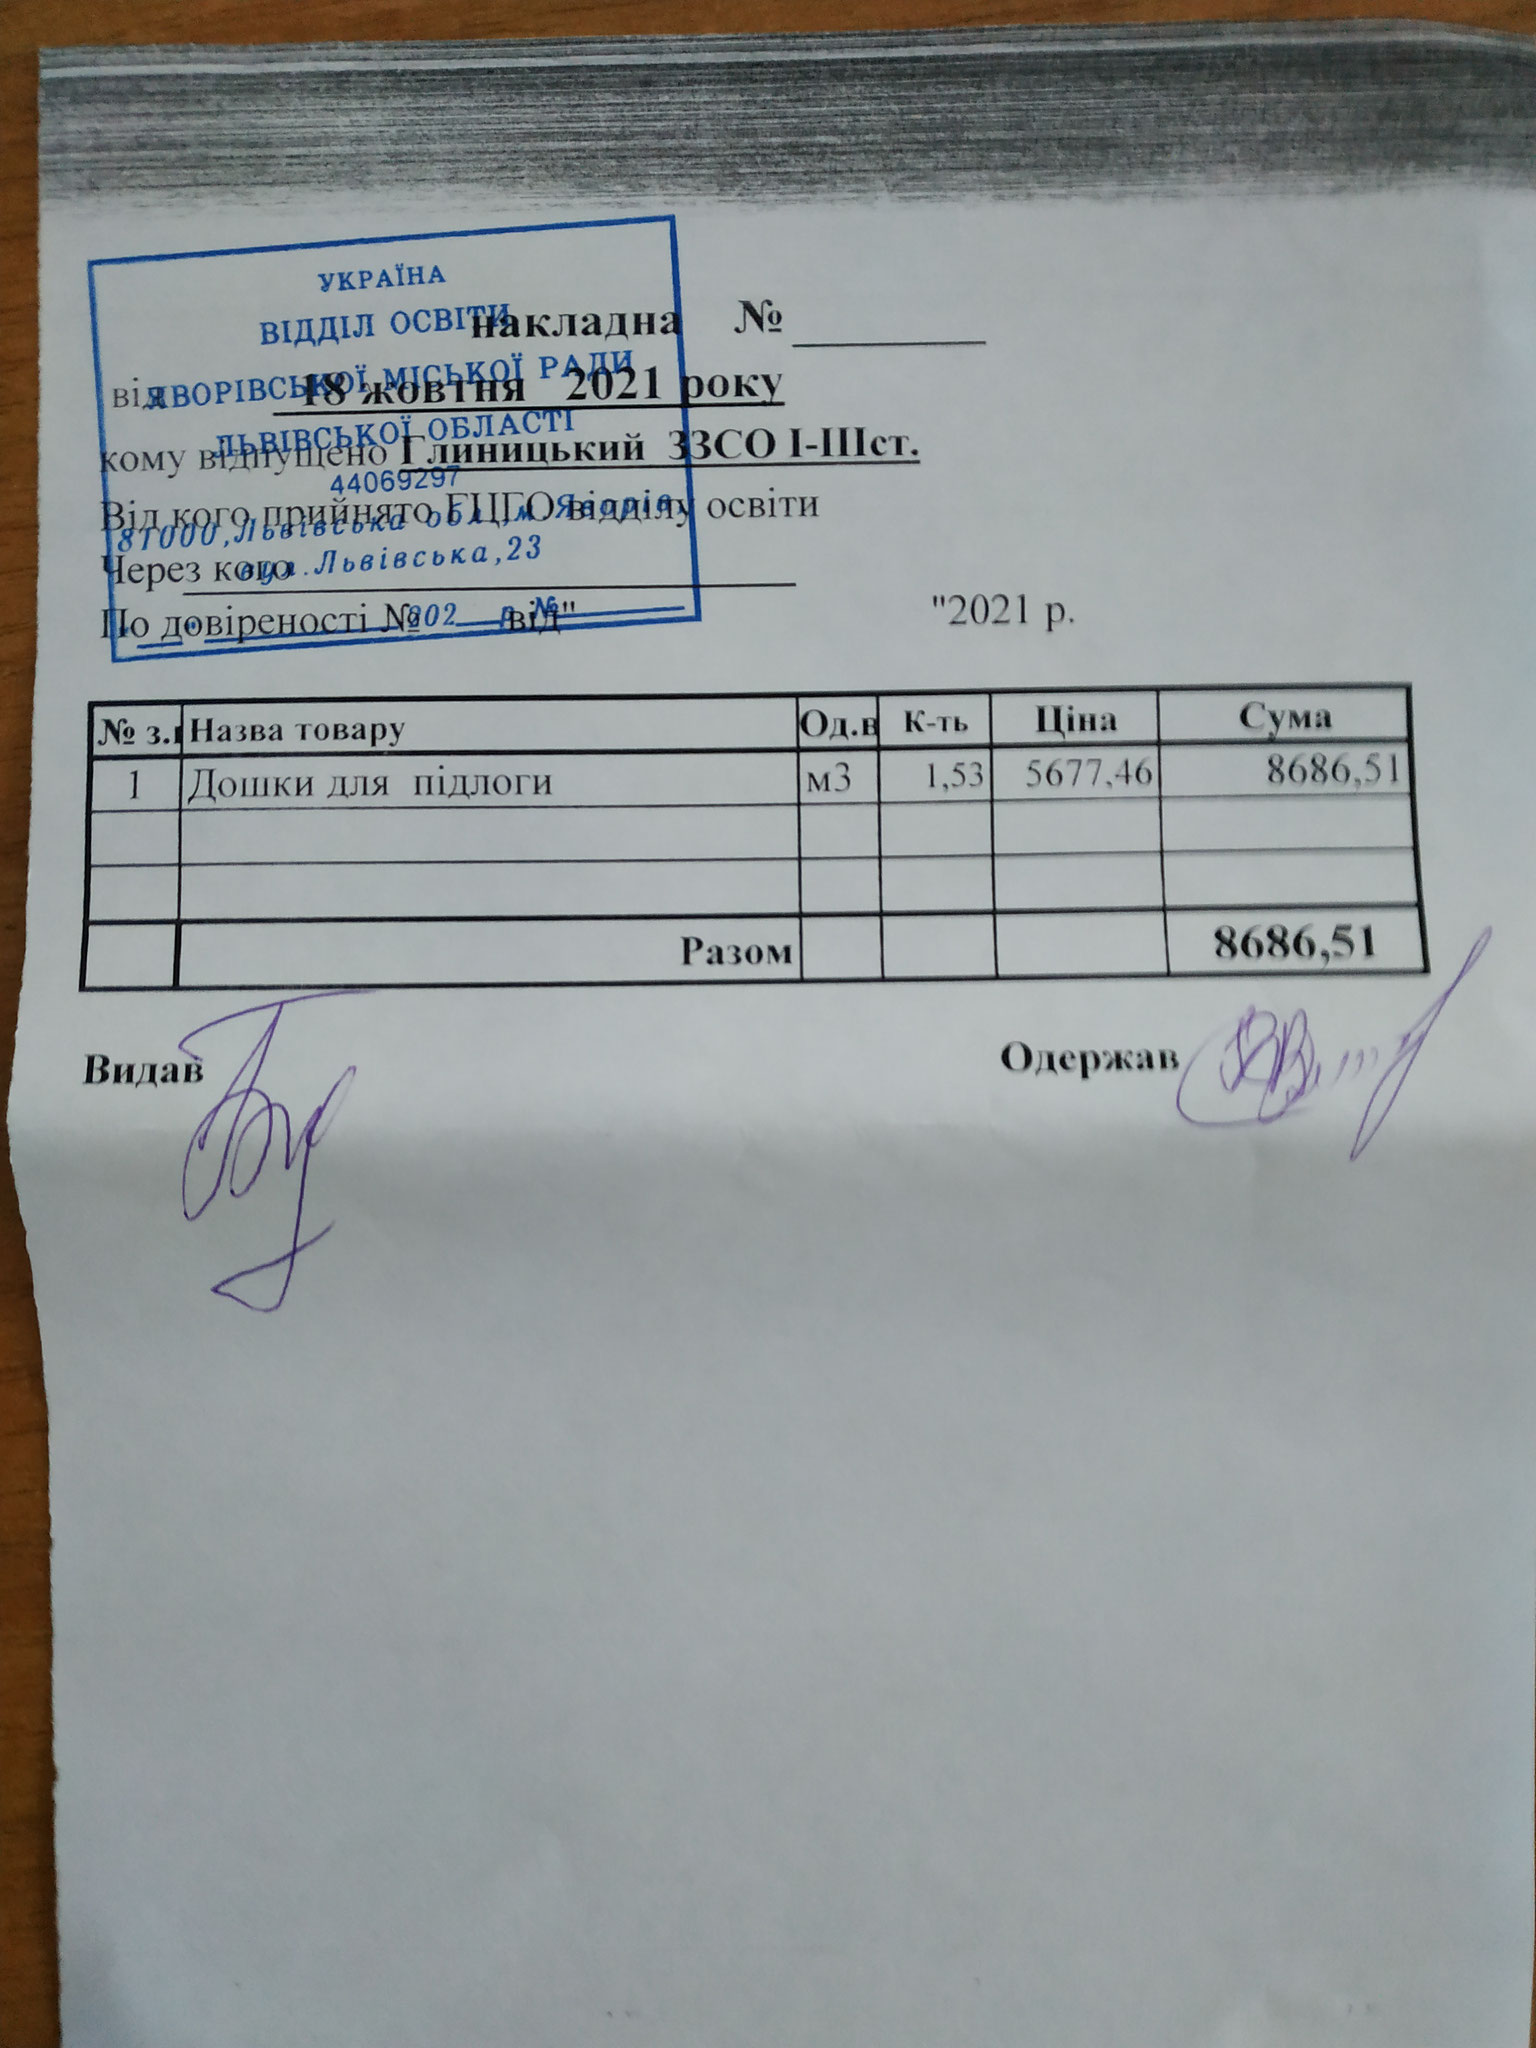 УКРАЇНА
ВІДДІЛ ОСВІТИ
ЯВОРІВСЬКОЇ МІСЬКОЇ РАДИ
ЛЬВІВСЬКОЇ ОБЛАСТІ
44069297
81000, Львівська обл., м. Яворів,
вул. Львівська, 23
202 р. №
накладна №
від 18 жовтня 2021 року
кому відпущено Глиницький ЗЗСО І-ІІІст.
Від кого прийнято відділу освіти
Через кого
По довіреності № від" "2021 р.
№ з.п Назва товару Од.в К-ть Ціна Сума
1 Дошки для підлоги м3 1,53 5677,46 8686,51
Разом 8686,51
Видав Одержав